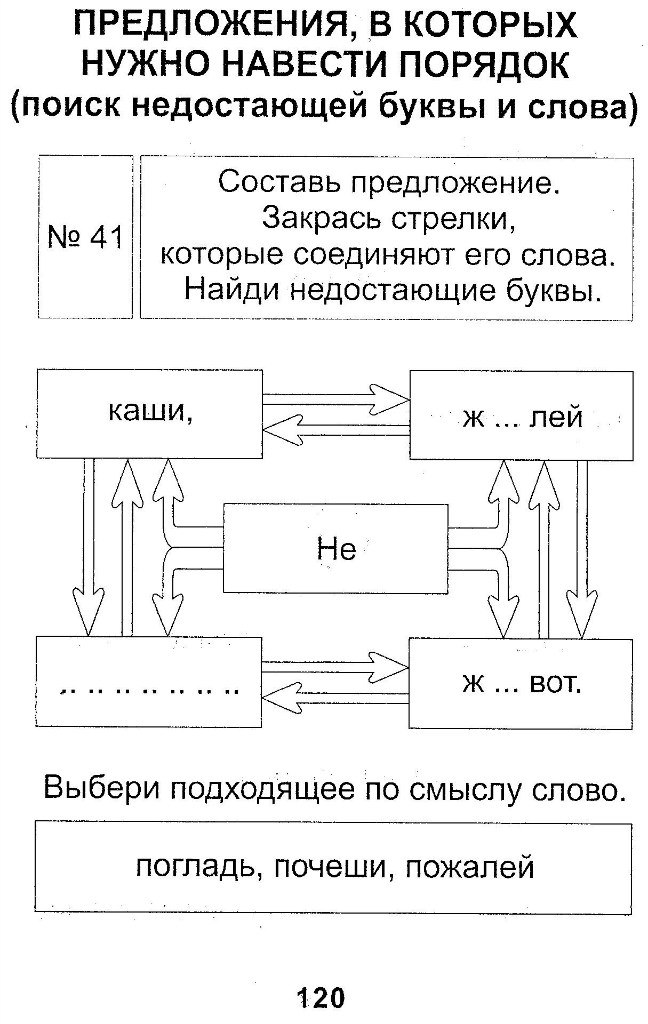 ПРЕДЛОЖЕНИЯ, В КОТОРЫХ
НУЖНО НАВЕСТИ ПОРЯДОК
(поиск недостающей буквы и слова)
№ 41
Составь предложение.
Закрась стрелки,
которые соединяют его слова.
Найди недостающие буквы.
каши,
ж ... лей
Не
.. .. .. .. .. .. ..
ж ... вот.
Выбери подходящее по смыслу слово.
погладь, почеши, пожалей
120